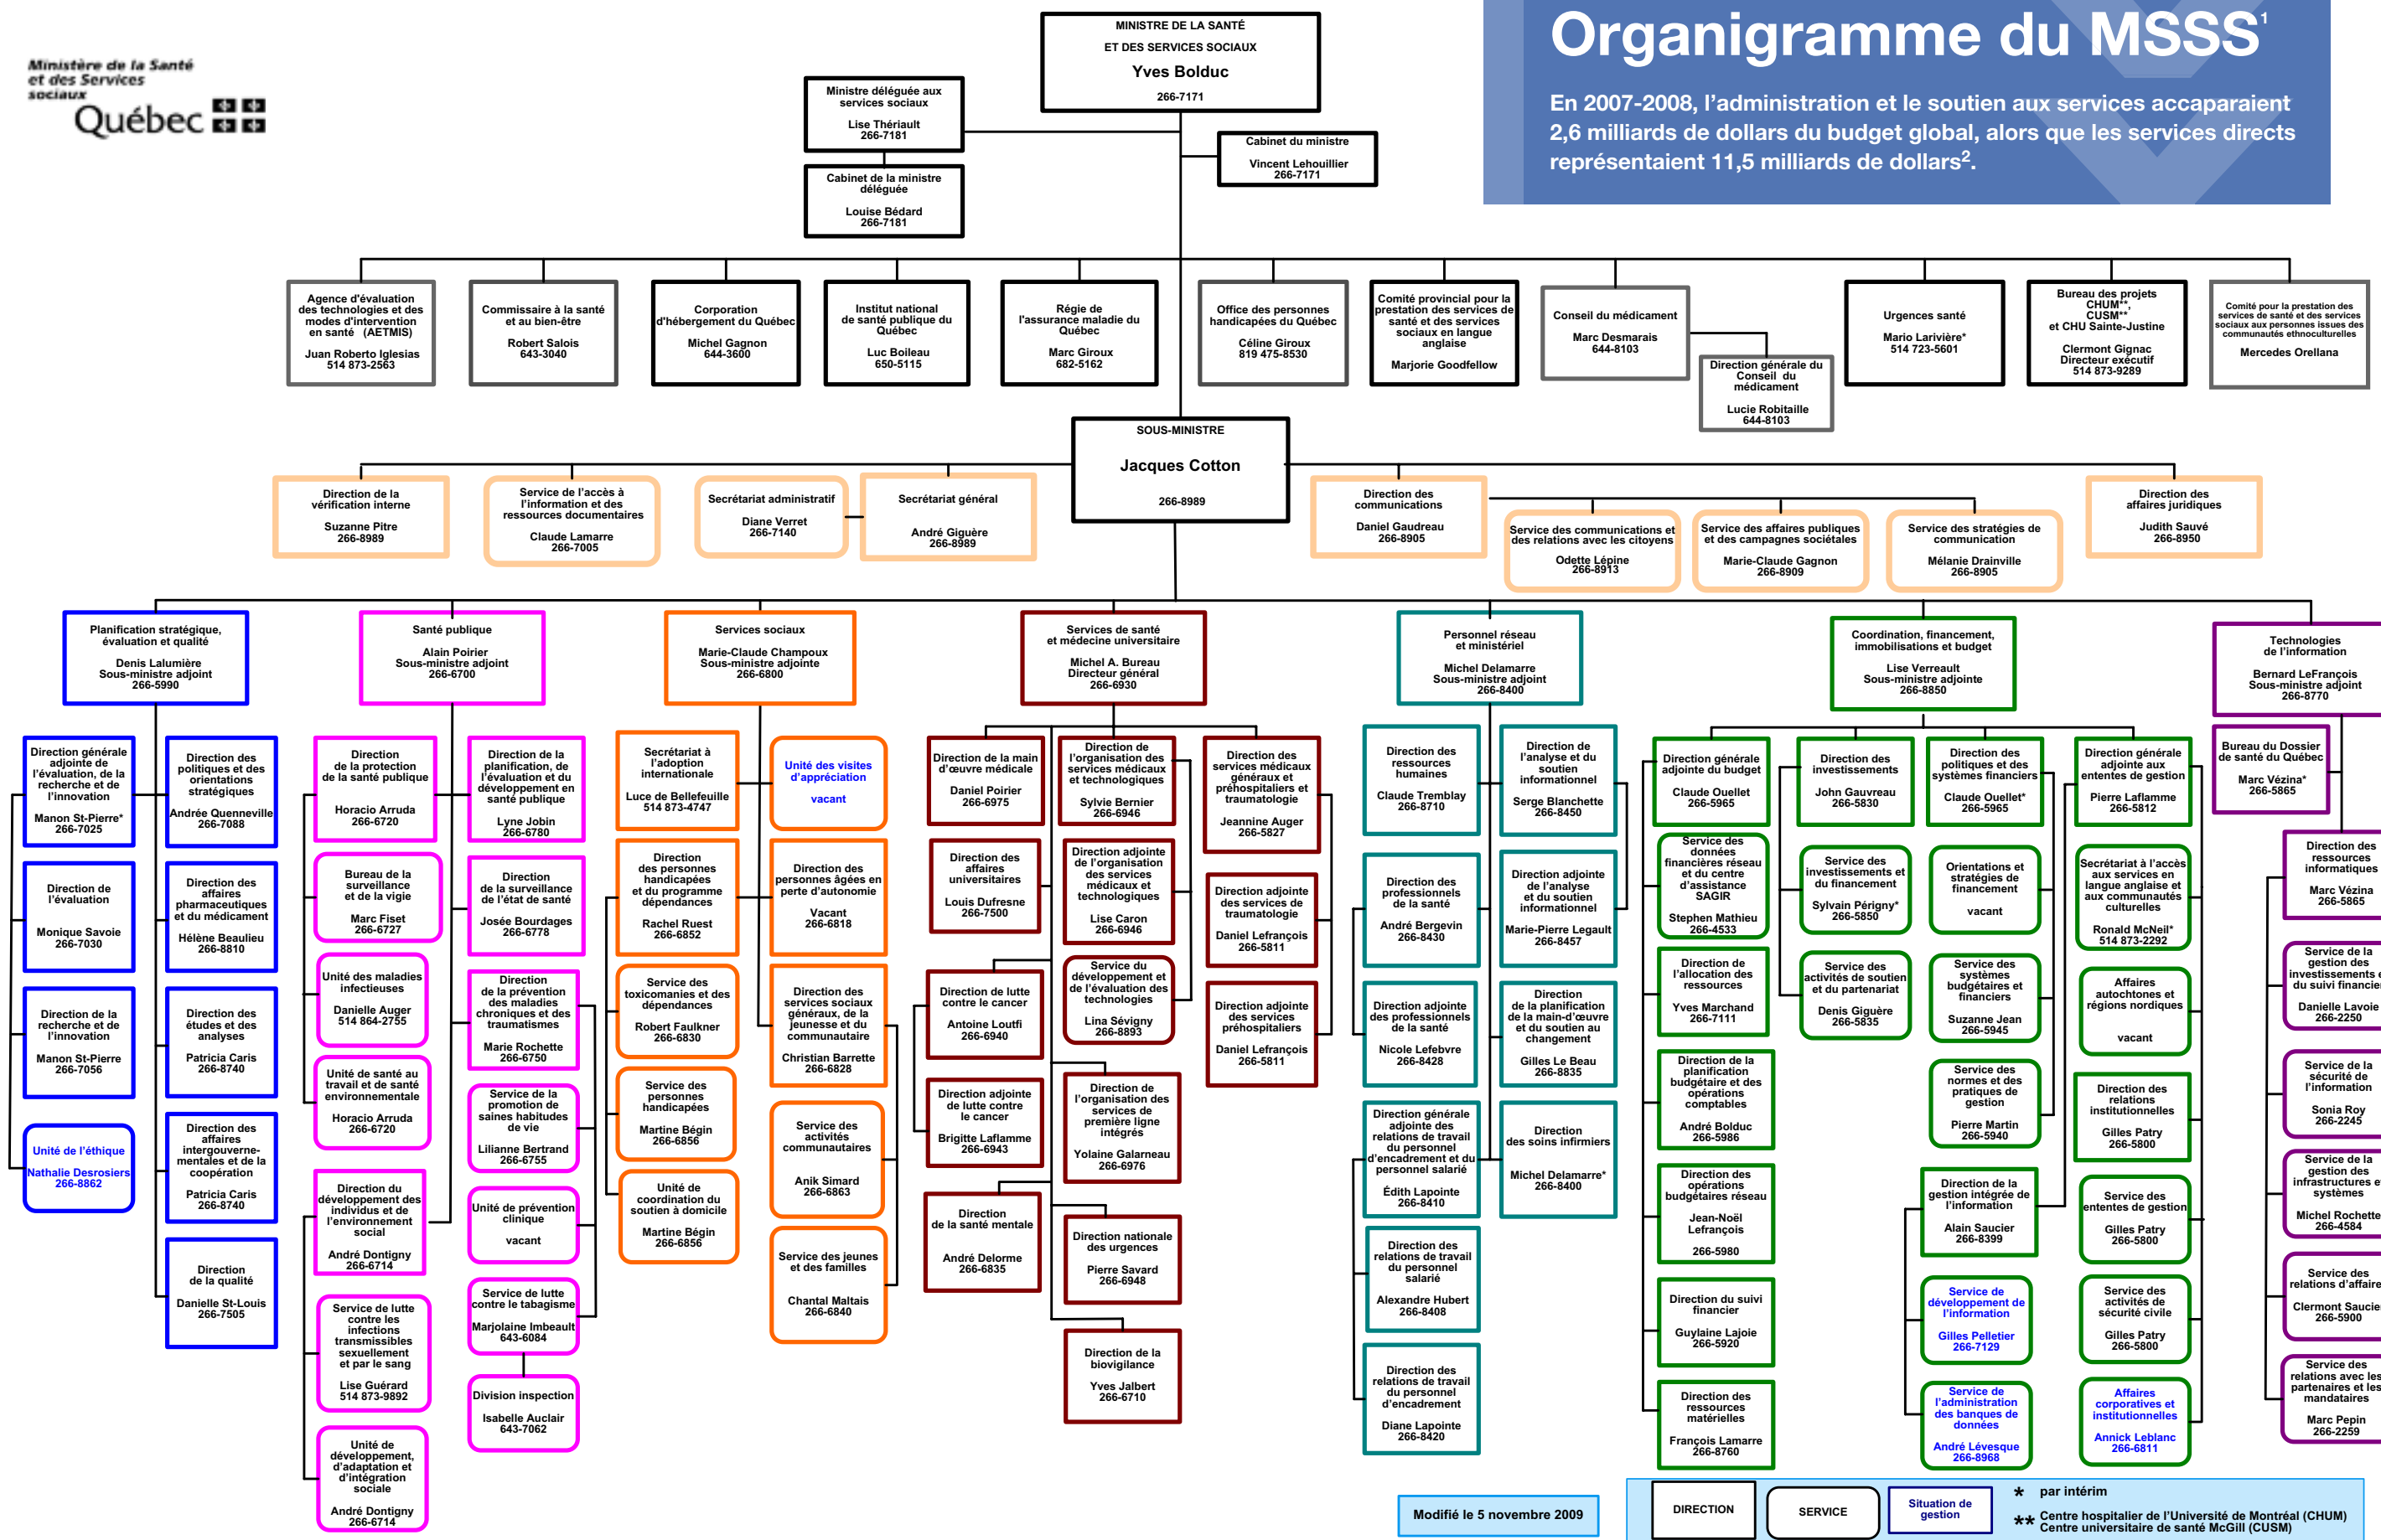 Ministère de la Santé
et des Services
sociaux
Québec
Organigramme du MSSS¹
En 2007-2008, l'administration et le soutien aux services accaparaient
2,6 milliards de dollars du budget global, alors que les services directs
représentaient 11,5 milliards de dollars².
MINISTRE DE LA SANTÉ
ET DES SERVICES SOCIAUX
Yves Bolduc
266-7171
Ministre déléguée aux
services sociaux
Lise Thériault
266-7181
Cabinet du ministre
Vincent Lehouillier
266-7171
Cabinet de la ministre
déléguée
Louise Bédard
266-7181
Agence d'évaluation
des technologies et des
modes d'intervention
en santé (AETMIS)
Juan Roberto Iglesias
514 873-2563
Commissaire à la santé
et au bien-être
Robert Salois
643-3040
Corporation
d'hébergement du Québec
Michel Gagnon
644-3600
Institut national
de santé publique du
Québec
Luc Boileau
650-5115
Régie de
l'assurance maladie du
Québec
Marc Giroux
682-5162
Office des personnes
handicapées du Québec
Céline Giroux
819 475-8530
Comité provincial pour la
prestation des services de
santé et des services
sociaux en langue
anglaise
Marjorie Goodfellow
Conseil du médicament
Marc Desmarais
644-8103
Direction générale du
Conseil du
médicament
Lucie Robitaille
644-8103
Urgences santé
Mario Larivière*
514 723-5601
Bureau des projets
CHUM**,
CUSM**
et CHU Sainte-Justine
Clermont Gignac
Directeur exécutif
514 873-9289
Comité pour la prestation des
services de santé et des services
sociaux aux personnes issues des
communautés ethnoculturelles
Mercedes Orellana
SOUS-MINISTRE
Jacques Cotton
266-8989
Direction de la
vérification interne
Suzanne Pitre
266-8989
Service de l'accès à
l'information et des
ressources documentaires
Claude Lamarre
266-7005
Secrétariat administratif
Diane Verret
266-7140
Secrétariat général
André Giguère
266-8989
Direction des
communications
Daniel Gaudreau
266-8905
Service des communications et
des relations avec les citoyens
Odette Lépine
266-8913
Service des affaires publiques
et des campagnes sociétales
Marie-Claude Gagnon
266-8909
Service des stratégies de
communication
Mélanie Drainville
266-8905
Direction des
affaires juridiques
Judith Sauvé
266-8950
Planification stratégique,
évaluation et qualité
Denis Lalumière
Sous-ministre adjoint
266-5990
Direction générale
adjointe de
l'évaluation, de la
recherche et de
l'innovation
Manon St-Pierre*
266-7025
Direction des
politiques et des
orientations
stratégiques
Andrée Quenneville
266-7088
Direction de
l'évaluation
Monique Savoie
266-7030
Direction des
affaires
pharmaceutiques
et du médicament
Hélène Beaulieu
266-8810
Direction de la
recherche et de
l'innovation
Manon St-Pierre
266-7056
Direction des
études et des
analyses
Patricia Caris
266-8740
Unité de l'éthique
Nathalie Desrosiers
266-8862
Direction des
affaires
intergouverne-
mentales et de la
coopération
Patricia Caris
266-8740
Direction
de la qualité
Danielle St-Louis
266-7505
Santé publique
Alain Poirier
Sous-ministre adjoint
266-6700
Direction
de la protection
de la santé publique
Horacio Arruda
266-6720
Direction de la
planification, de
l'évaluation et du
développement en
santé publique
Lyne Jobin
266-6780
Bureau de la
surveillance
et de la vigie
Marc Fiset
266-6727
Direction
de la surveillance
de l'état de santé
Josée Bourdages
266-6778
Unité des maladies
infectieuses
Danielle Auger
514 864-2755
Direction
de la prévention
des maladies
chroniques et des
traumatismes
Marie Rochette
266-6750
Unité de santé au
travail et de santé
environnementale
Horacio Arruda
266-6720
Service de la
promotion de
saines habitudes
de vie
Lilianne Bertrand
266-6755
Direction du
développement des
individus et de
l'environnement
social
André Dontigny
266-6714
Unité de prévention
clinique
vacant
Service de lutte
contre les
infections
transmissibles
sexuellement
et par le sang
Lise Guérard
514 873-9892
Service de lutte
contre le tabagisme
Marjolaine Imbeault
643-6084
Division inspection
Isabelle Auclair
643-7062
Unité de
développement,
d'adaptation et
d'intégration
sociale
André Dontigny
266-6714
Services sociaux
Marie-Claude Champoux
Sous-ministre adjointe
266-6800
Secrétariat à
l'adoption
internationale
Luce de Bellefeuille
514 873-4747
Unité des visites
d'appréciation
vacant
Direction
des personnes
handicapées
et du programme
dépendances
Rachel Ruest
266-6852
Direction des
personnes âgées en
perte d'autonomie
Vacant
266-6818
Service des
toxicomanies et des
dépendances
Robert Faulkner
266-6830
Direction des
services sociaux
généraux, de la
jeunesse et du
communautaire
Christian Barrette
266-6828
Service des
personnes
handicapées
Martine Bégin
266-6856
Service des
activités
communautaires
Anik Simard
266-6863
Unité de
coordination du
soutien à domicile
Martine Bégin
266-6856
Service des jeunes
et des familles
Chantal Maltais
266-6840
Services de santé
et médecine universitaire
Michel A. Bureau
Directeur général
266-6930
Direction de la main
d'œuvre médicale
Daniel Poirier
266-6975
Direction de
l'organisation des
services médicaux
et technologiques
Sylvie Bernier
266-6946
Direction des
services médicaux
généraux et
préhospitaliers et
traumatologie
Jeannine Auger
266-5827
Direction des
affaires
universitaires
Louis Dufresne
266-7500
Direction adjointe
de l'organisation
des services
médicaux et
technologiques
Lise Caron
266-6946
Direction adjointe
des services de
traumatologie
Daniel Lefrançois
266-5811
Direction de lutte
contre le cancer
Antoine Loutfi
266-6940
Service du
développement et
de l'évaluation des
technologies
Lina Sévigny
266-8893
Direction adjointe
des services
préhospitaliers
Daniel Lefrançois
266-5811
Direction adjointe
de lutte contre
le cancer
Brigitte Laflamme
266-6943
Direction de
l'organisation des
services de
première ligne
intégrés
Yolaine Galarneau
266-6976
Direction
de la santé mentale
André Delorme
266-6835
Direction nationale
des urgences
Pierre Savard
266-6948
Direction de la
biovigilance
Yves Jalbert
266-6710
Personnel réseau
et ministériel
Michel Delamarre
Sous-ministre adjoint
266-8400
Direction des
ressources
humaines
Claude Tremblay
266-8710
Direction de
l'analyse et du
soutien
informationnel
Serge Blanchette
266-8450
Direction des
professionnels
de la santé
André Bergevin
266-8430
Direction adjointe
de l'analyse
et du soutien
informationnel
Marie-Pierre Legault
266-8457
Direction adjointe
des professionnels
de la santé
Nicole Lefebvre
266-8428
Direction
de la planification
de la main-d'œuvre
et du soutien au
changement
Gilles Le Beau
266-8835
Direction générale
adjointe des
relations de travail
du personnel
d'encadrement et du
personnel salarié
Édith Lapointe
266-8410
Direction
des soins infirmiers
Michel Delamarre*
266-8400
Direction des
relations de travail
du personnel
salarié
Alexandre Hubert
266-8408
Direction des
relations de travail
du personnel
d'encadrement
Diane Lapointe
266-8420
Coordination, financement,
immobilisations et budget
Lise Verreault
Sous-ministre adjointe
266-8850
Direction générale
adjointe du budget
Claude Ouellet
266-5965
Direction des
investissements
John Gauvreau
266-5830
Direction des
politiques et des
systèmes financiers
Claude Ouellet*
266-5965
Direction générale
adjointe aux
ententes de gestion
Pierre Laflamme
266-5812
Service des
données
financières réseau
et du centre
d'assistance
SAGIR
Stephen Mathieu
266-4533
Service des
investissements et
du financement
Sylvain Périgny*
266-5850
Orientations et
stratégies de
financement
vacant
Secrétariat à l'accès
aux services en
langue anglaise et
aux communautés
culturelles
Ronald McNeil*
514 873-2292
Direction de
l'allocation des
ressources
Yves Marchand
266-7111
Service des
activités de soutien
et du partenariat
Denis Giguère
266-5835
Service des
systèmes
budgétaires et
financiers
Suzanne Jean
266-5945
Affaires
autochtones et
régions nordiques
vacant
Direction de la
planification
budgétaire et des
opérations
comptables
André Bolduc
266-5986
Service des
normes et des
pratiques de
gestion
Pierre Martin
266-5940
Direction des
relations
institutionnelles
Gilles Patry
266-5800
Direction des
opérations
budgétaires réseau
Jean-Noël
Lefrançois
266-5980
Direction de la
gestion intégrée de
l'information
Alain Saucier
266-8399
Service des
ententes de gestion
Gilles Patry
266-5800
Direction du suivi
financier
Guylaine Lajoie
266-5920
Service de
développement de
l'information
Gilles Pelletier
266-7129
Service des
activités de
sécurité civile
Gilles Patry
266-5800
Direction des
ressources
matérielles
François Lamarre
266-8760
Service de
l'administration
des banques de
données
André Lévesque
266-8968
Affaires
corporatives et
institutionnelles
Annick Leblanc
266-6811
Technologies
de l'information
Bernard LeFrançois
Sous-ministre adjoint
266-8770
Bureau du Dossier
de santé du Québec
Marc Vézina*
266-5865
Direction des
ressources
informatiques
Marc Vézina
266-5865
Service de la
gestion des
investissements e
du suivi financie
Danielle Lavoie
266-2250
Service de la
sécurité de
l'information
Sonia Roy
266-2245
Service de la
gestion des
infrastructures et
systèmes
Michel Rochette
266-4584
Service des
relations d'affaire
Clermont Saucie
266-5900
Service des
relations avec les
partenaires et les
mandataires
Marc Pepin
266-2259
Modifié le 5 novembre 2009
DIRECTION
SERVICE
Situation de
gestion
* par intérim
** Centre hospitalier de l'Université de Montréal (CHUM)
Centre universitaire de santé McGill (CUSM)